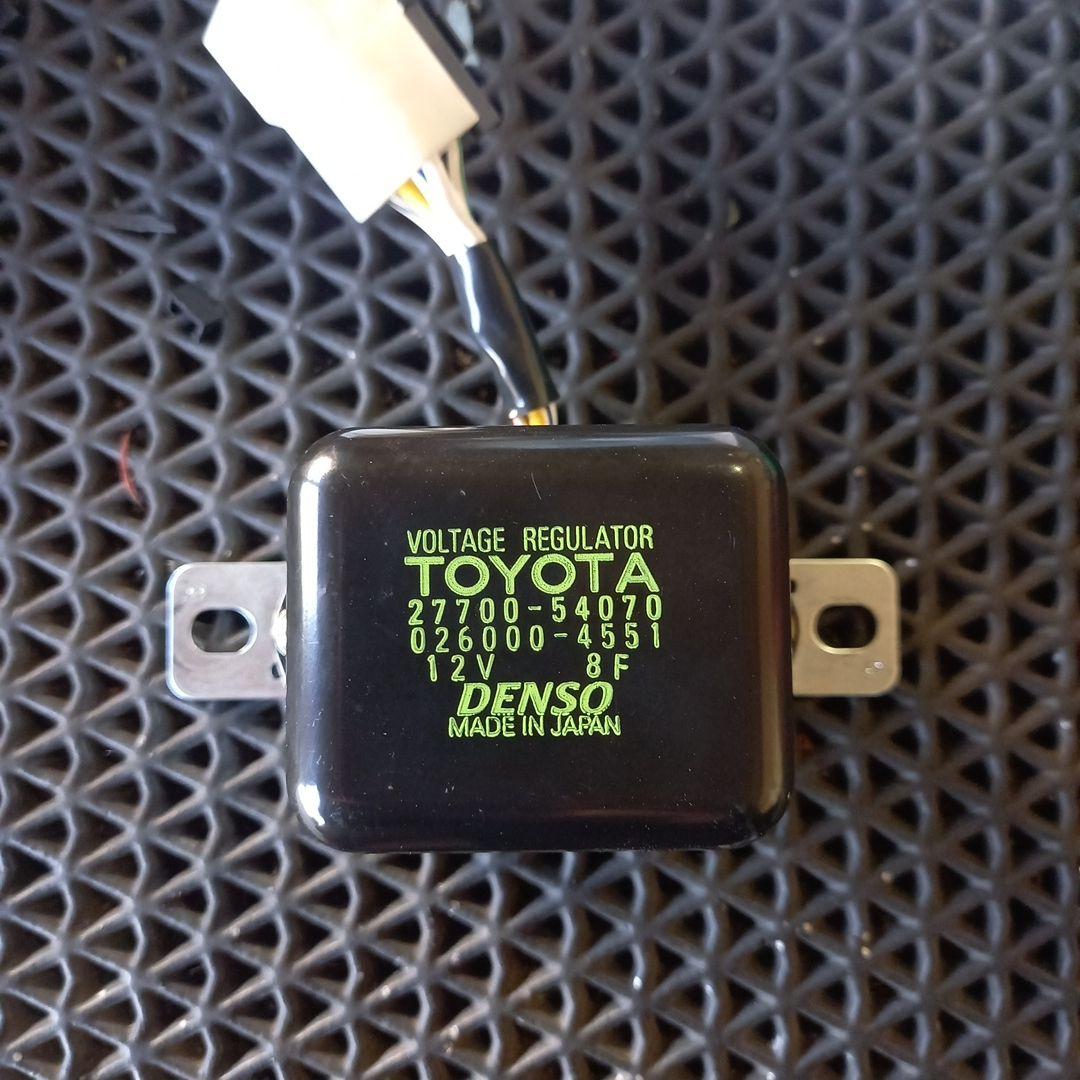 VOLTAGE REGULATOR
TOYOTA
27700-54070
026000-4551
12V 8F
DENSO
MADE IN JAPAN